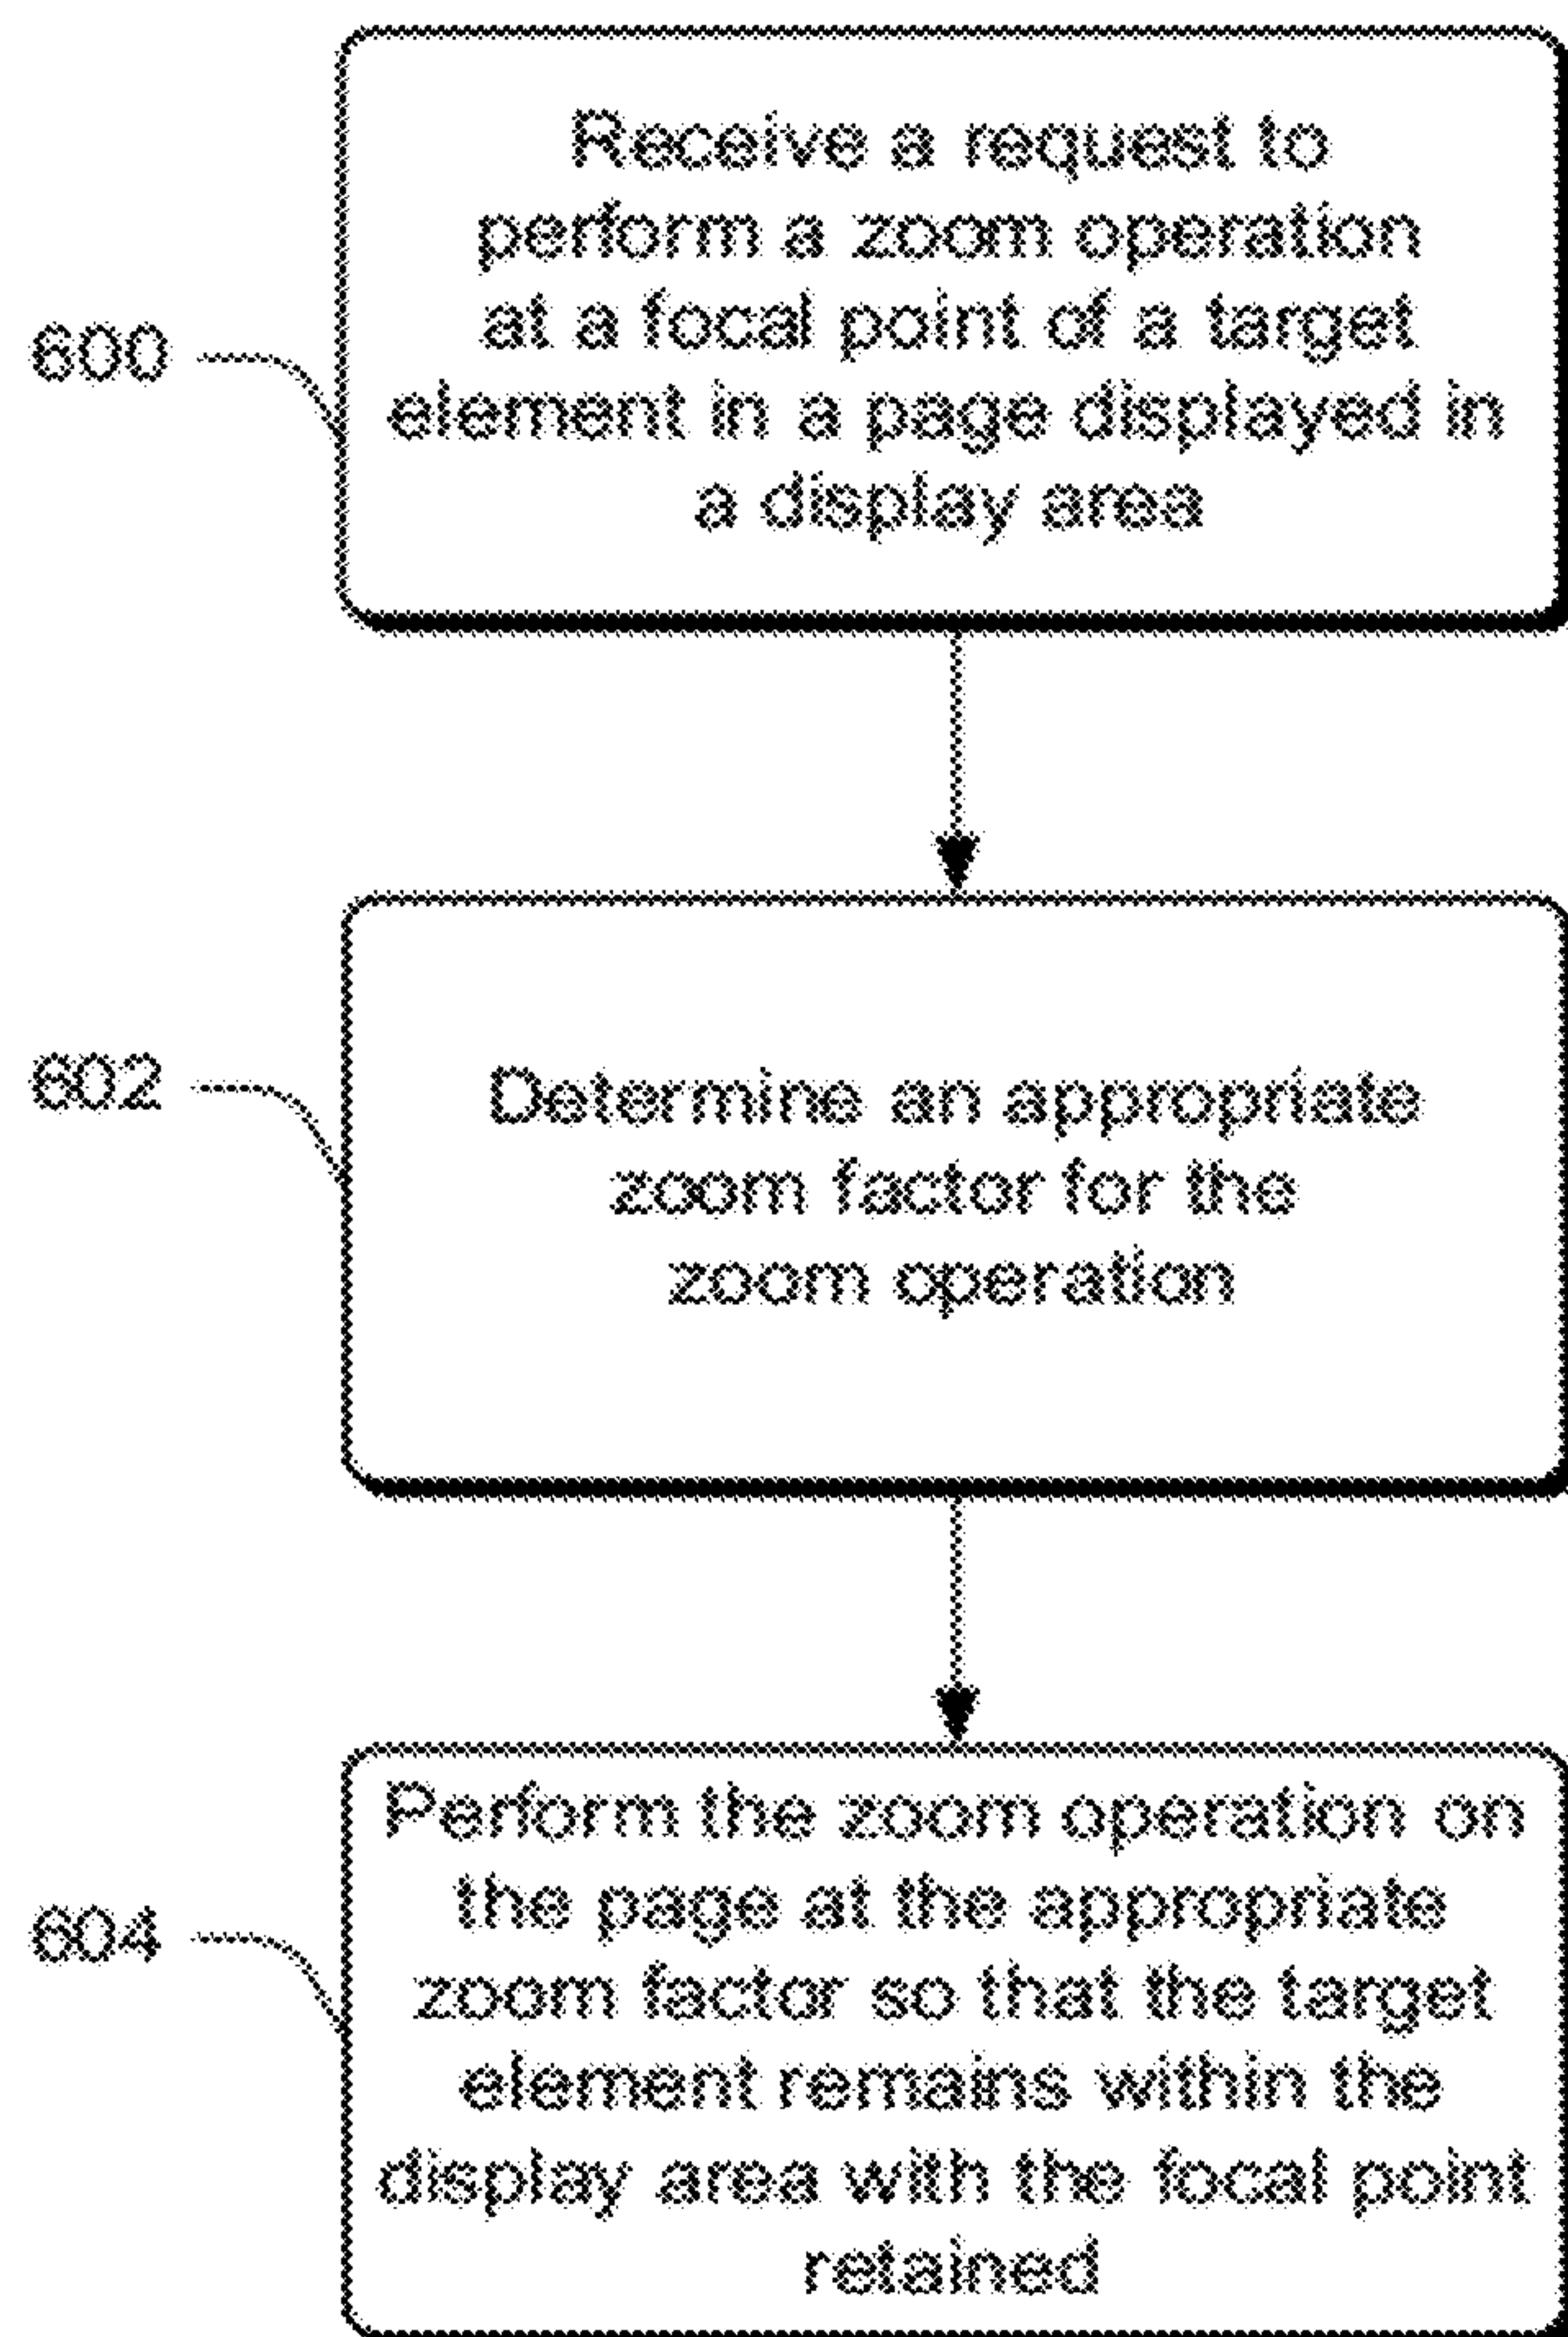 Receive a request to
perform a zoom operation
at a focal point of a target
element in a page displayed in
a display area
600
602
Determine an appropriate
zoom factor for the
zoom operation
604
Perform the zoom operation on
the page at the appropriate
zoom factor so that the target
element remains within the
display area with the focal point
retained